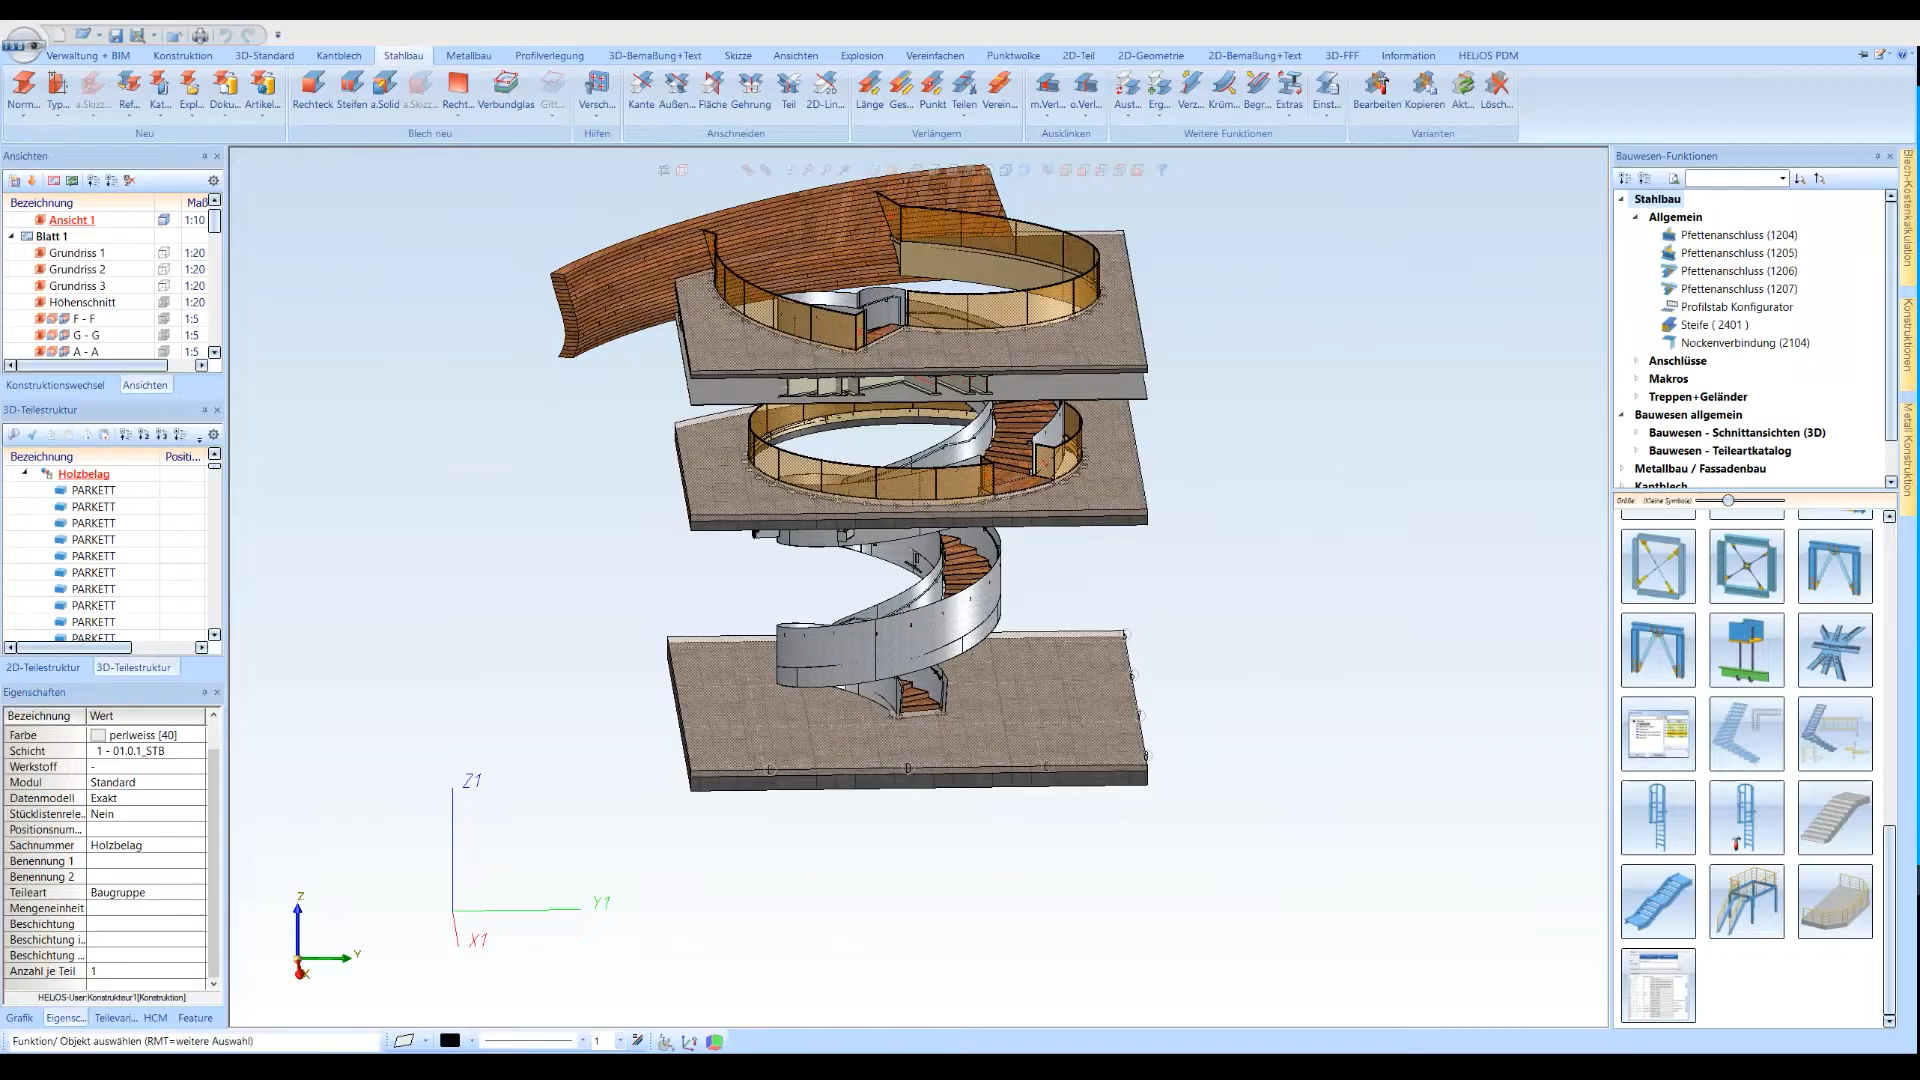 Verwaltung + BIM Konstruktion 3D-Standard Kantblech Stahlbau Metallbau Profilverlegung 3D-Bemaßung+Text Skizze Ansichten Explosion Vereinfachen Punktwolke 2D-Teil 2D-Geometrie 2D-Bemaßung+Text 3D-FFF Information HELiOS PDM
Norm... Typ... a.Skizz... Ref... Kat... Expl... Doku... Artikel... Rechteck Steifen a.Solid a.Skizz... Recht... Verbundglas Gitt... Versch... Kante Außen... Fläche Gehrung Teil 2D-Lin... Länge Ges... Punkt Teilen Verein... m.Verl... o.Verl... Aust... Erg... Verz... Krüm... Begr... Extras Einst... Bearbeiten Kopieren Akt... Lösch...
Neu Blech neu Hilfen Anschneiden Verlängern Ausklinken Weitere Funktionen Varianten
Ansichten
Bezeichnung Maß
Ansicht 1 1:10
Blatt 1
Grundriss 1 1:20
Grundriss 2 1:20
Grundriss 3 1:20
Höhenschnitt 1:20
F - F 1:5
G - G 1:5
A - A 1:5
Konstruktionswechsel Ansichten
3D-Teilestruktur
Bezeichnung Positi...
Holzbelag
PARKETT
PARKETT
PARKETT
PARKETT
PARKETT
PARKETT
PARKETT
PARKETT
PARKETT
PARKETT
2D-Teilestruktur 3D-Teilestruktur
Eigenschaften
Bezeichnung Wert
Farbe perlweiss [40]
Schicht 1 - 01.0.1_STB
Werkstoff -
Modul Standard
Datenmodell Exakt
Stücklistenrele.. Nein
Positionsnum...
Sachnummer Holzbelag
Benennung 1
Benennung 2
Teileart Baugruppe
Mengeneinheit
Beschichtung
Beschichtung i..
Beschichtung ...
Anzahl je Teil 1
HELiOS-User:Konstrukteur1[Konstruktion]
Grafik Eigensc... Teilevari... HCM Feature
Funktion/ Objekt auswählen (RMT=weitere Auswahl)
1
Z1
Y1
X1
Z
Y
X
Bauwesen-Funktionen
Stahlbau
Allgemein
Pfettenanschluss (1204)
Pfettenanschluss (1205)
Pfettenanschluss (1206)
Pfettenanschluss (1207)
Profilstab Konfigurator
Steife ( 2401 )
Nockenverbindung (2104)
Anschlüsse
Makros
Treppen+Geländer
Bauwesen allgemein
Bauwesen - Schnittansichten (3D)
Bauwesen - Teileartkatalog
Metallbau / Fassadenbau
Kantblech
Größe: (Kleine Symbole)
Blech-Kostenkalkulation
Konstruktionen
Metall Konstruktion